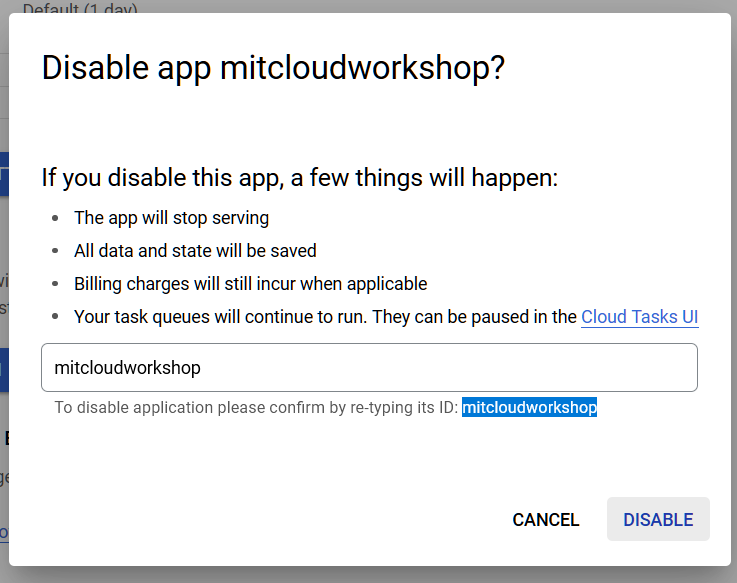 Default (1 day)
Disable app mitcloudworkshop?
If you disable this app, a few things will happen:
The app will stop serving
All data and state will be saved
Billing charges will still incur when applicable
Your task queues will continue to run. They can be paused in the Cloud Tasks UI
mitcloudworkshop
To disable application please confirm by re-typing its ID: mitcloudworkshop
CANCEL DISABLE